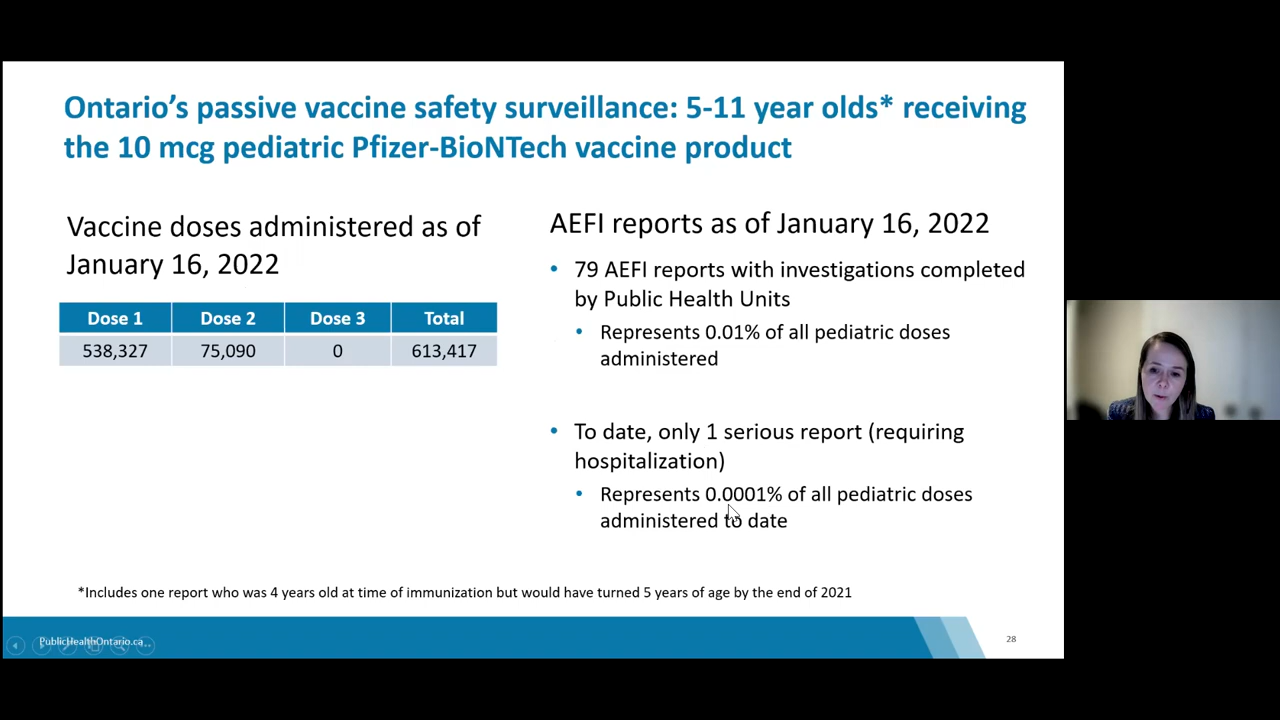 Ontario's passive vaccine safety surveillance: 5-11 year olds* receiving
the 10 mcg pediatric Pfizer-BioNTech vaccine product
Vaccine doses administered as of
January 16, 2022
Dose 1 Dose 2 Dose 3 Total
538,327 75,090 0 613,417
AEFI reports as of January 16, 2022
• 79 AEFI reports with investigations completed
by Public Health Units
• Represents 0.01% of all pediatric doses
administered
• To date, only 1 serious report (requiring
hospitalization)
• Represents 0.0001% of all pediatric doses
administered to date
*Includes one report who was 4 years old at time of immunization but would have turned 5 years of age by the end of 2021
PublicHealthOntario.ca
28